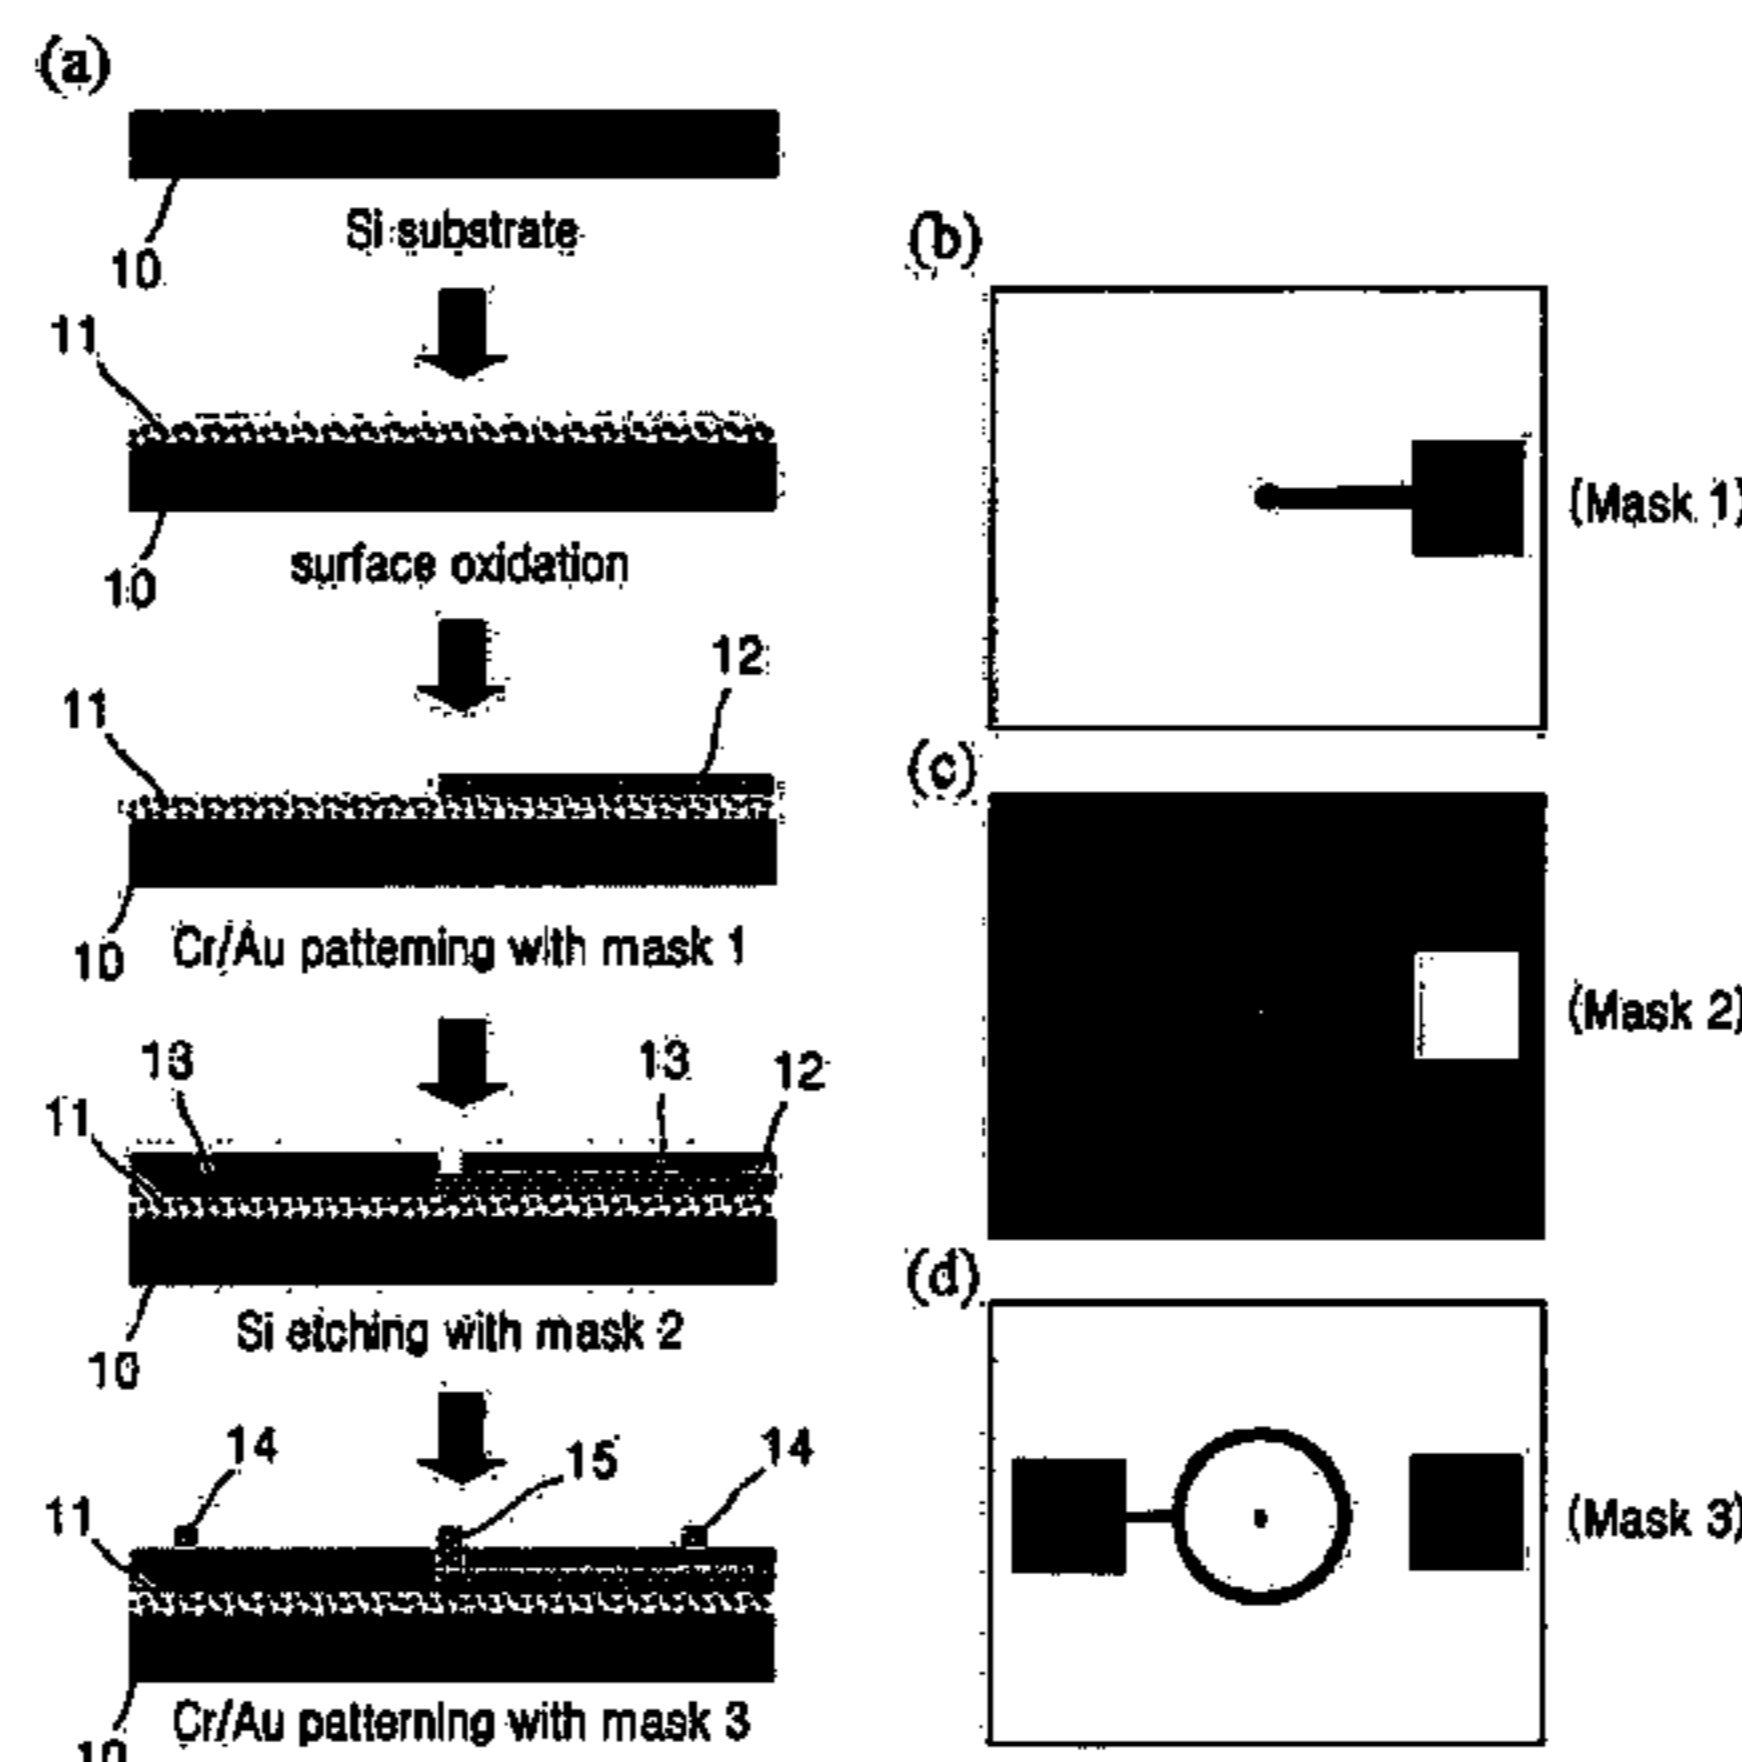 (a)
10
Si substrate
11
10
surface oxidation
12
11
10
Cr/Au patterning with mask 1
13
13
12
11
10
Si etching with mask 2
14
15
14
11
10
Cr/Au patterning with mask 3
(b)
(Mask 1)
(c)
(Mask 2)
(d)
(Mask 3)